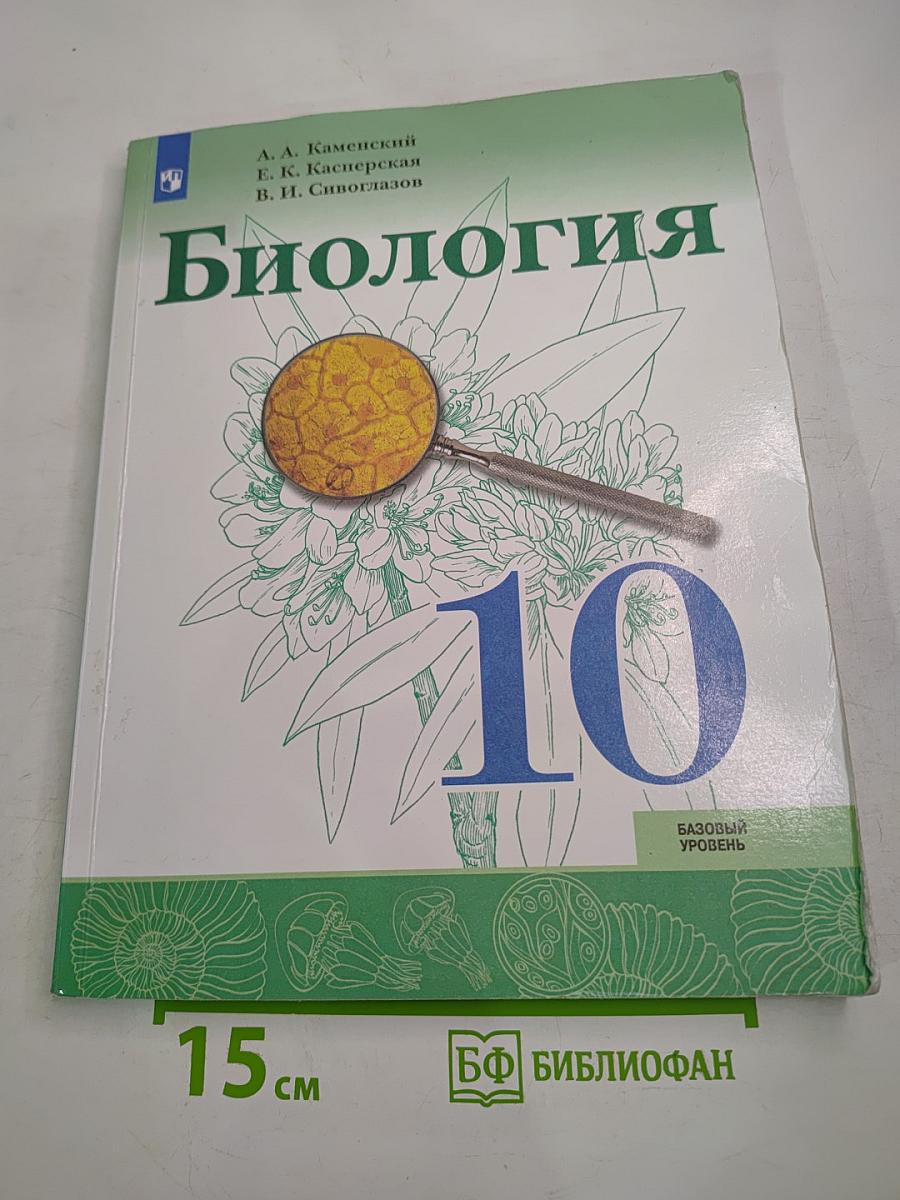 А. А. Каменский
Е. К. Касперская
В. И. Сивоглазов
Биология
10
БАЗОВЫЙ
УРОВЕНЬ
15 см
БФ БИБЛИОФАН